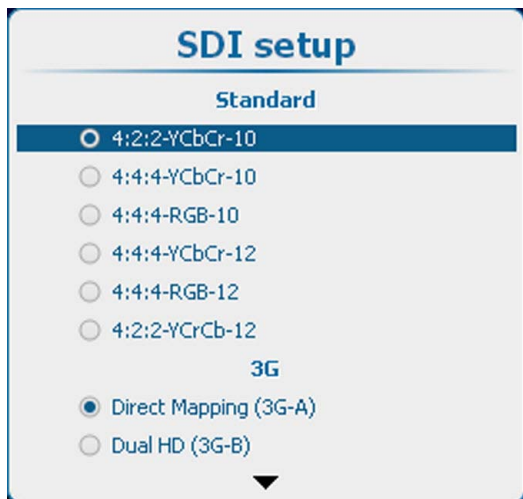 SDI setup
Standard
4:2:2-YCbCr-10
4:4:4-YCbCr-10
4:4:4-RGB-10
4:4:4-YCbCr-12
4:4:4-RGB-12
4:2:2-YCrCb-12
3G
Direct Mapping (3G-A)
Dual HD (3G-B)